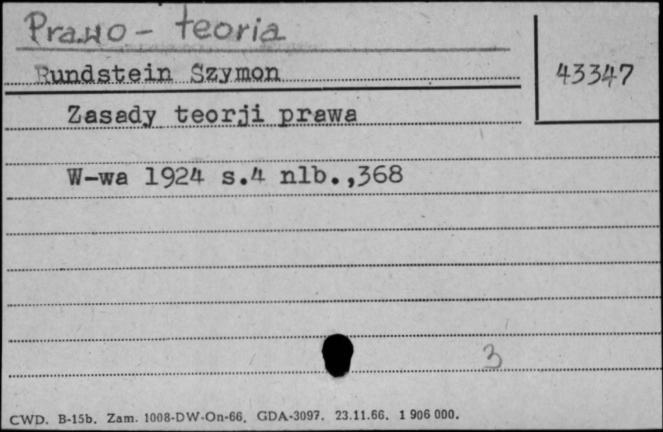 Prawo - teoria
Rundstein Szymon
43347
Zasady teorji prawa
W-wa 1924 s.4 nlb.,368
3
CWD. B-15b. Zam. 1008-DW-On-66. GDA-3097. 23.11.66. 1 906 000.